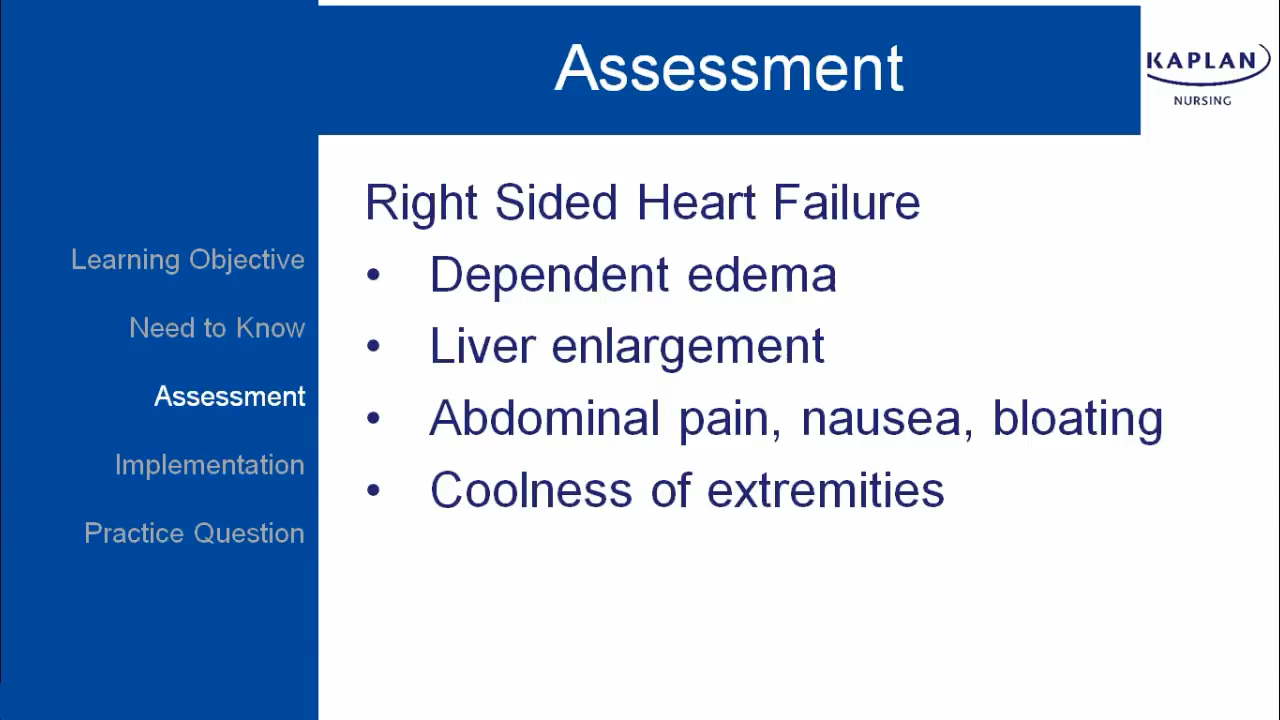 Assessment
KAPLAN
NURSING
Learning Objective
Need to Know
Assessment
Implementation
Practice Question
Right Sided Heart Failure
• Dependent edema
• Liver enlargement
• Abdominal pain, nausea, bloating
• Coolness of extremities